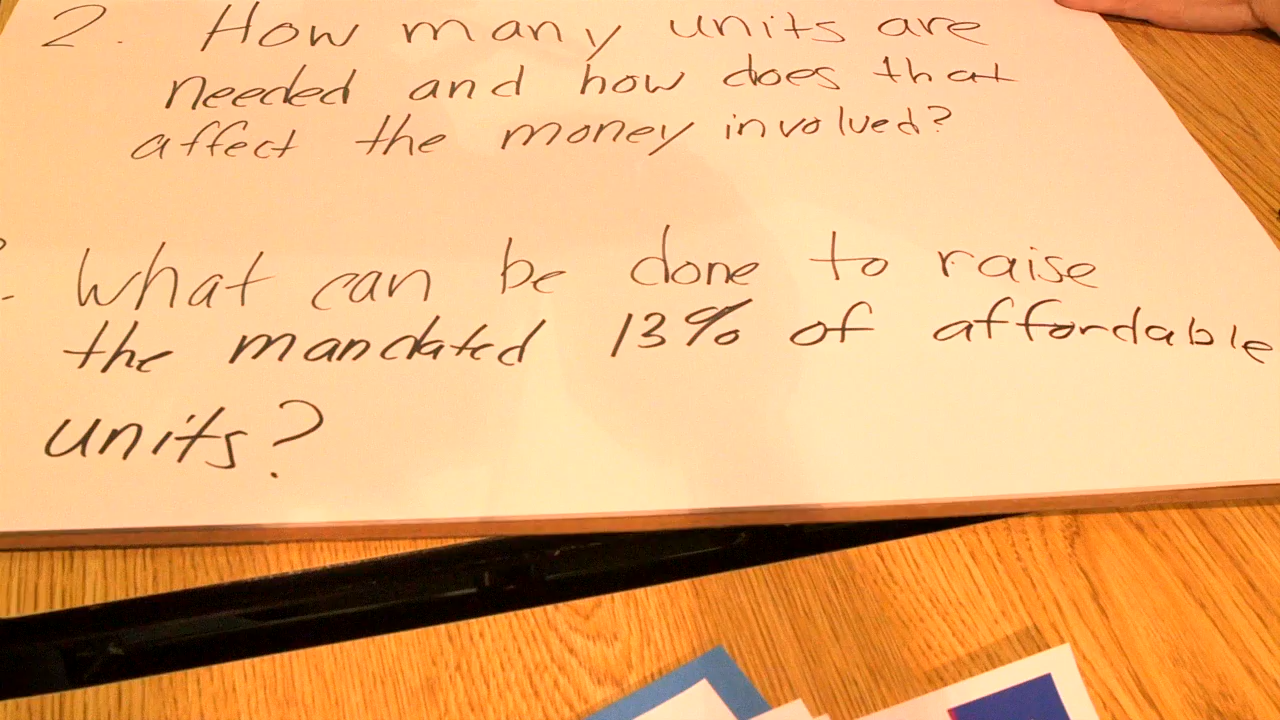 2. How many units are
needed and how does that
affect the money involved?
What can be done to raise
the mandated 13% of affordable
units?